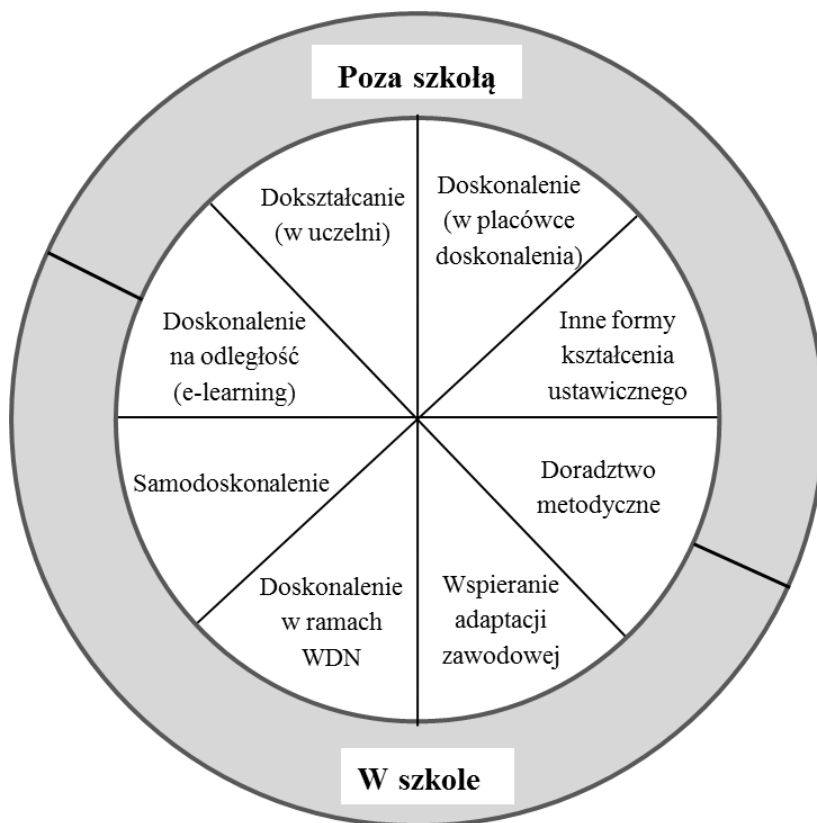 Poza szkołą
Dokształcanie
(w uczelni)
Doskonalenie
(w placówce
doskonalenia)
Inne formy
kształcenia
ustawicznego
Doradztwo
metodyczne
Wspieranie
adaptacji
zawodowej
Doskonalenie
w ramach
WDN
Samodoskonalenie
Doskonalenie
na odległość
(e-learning)
W szkole